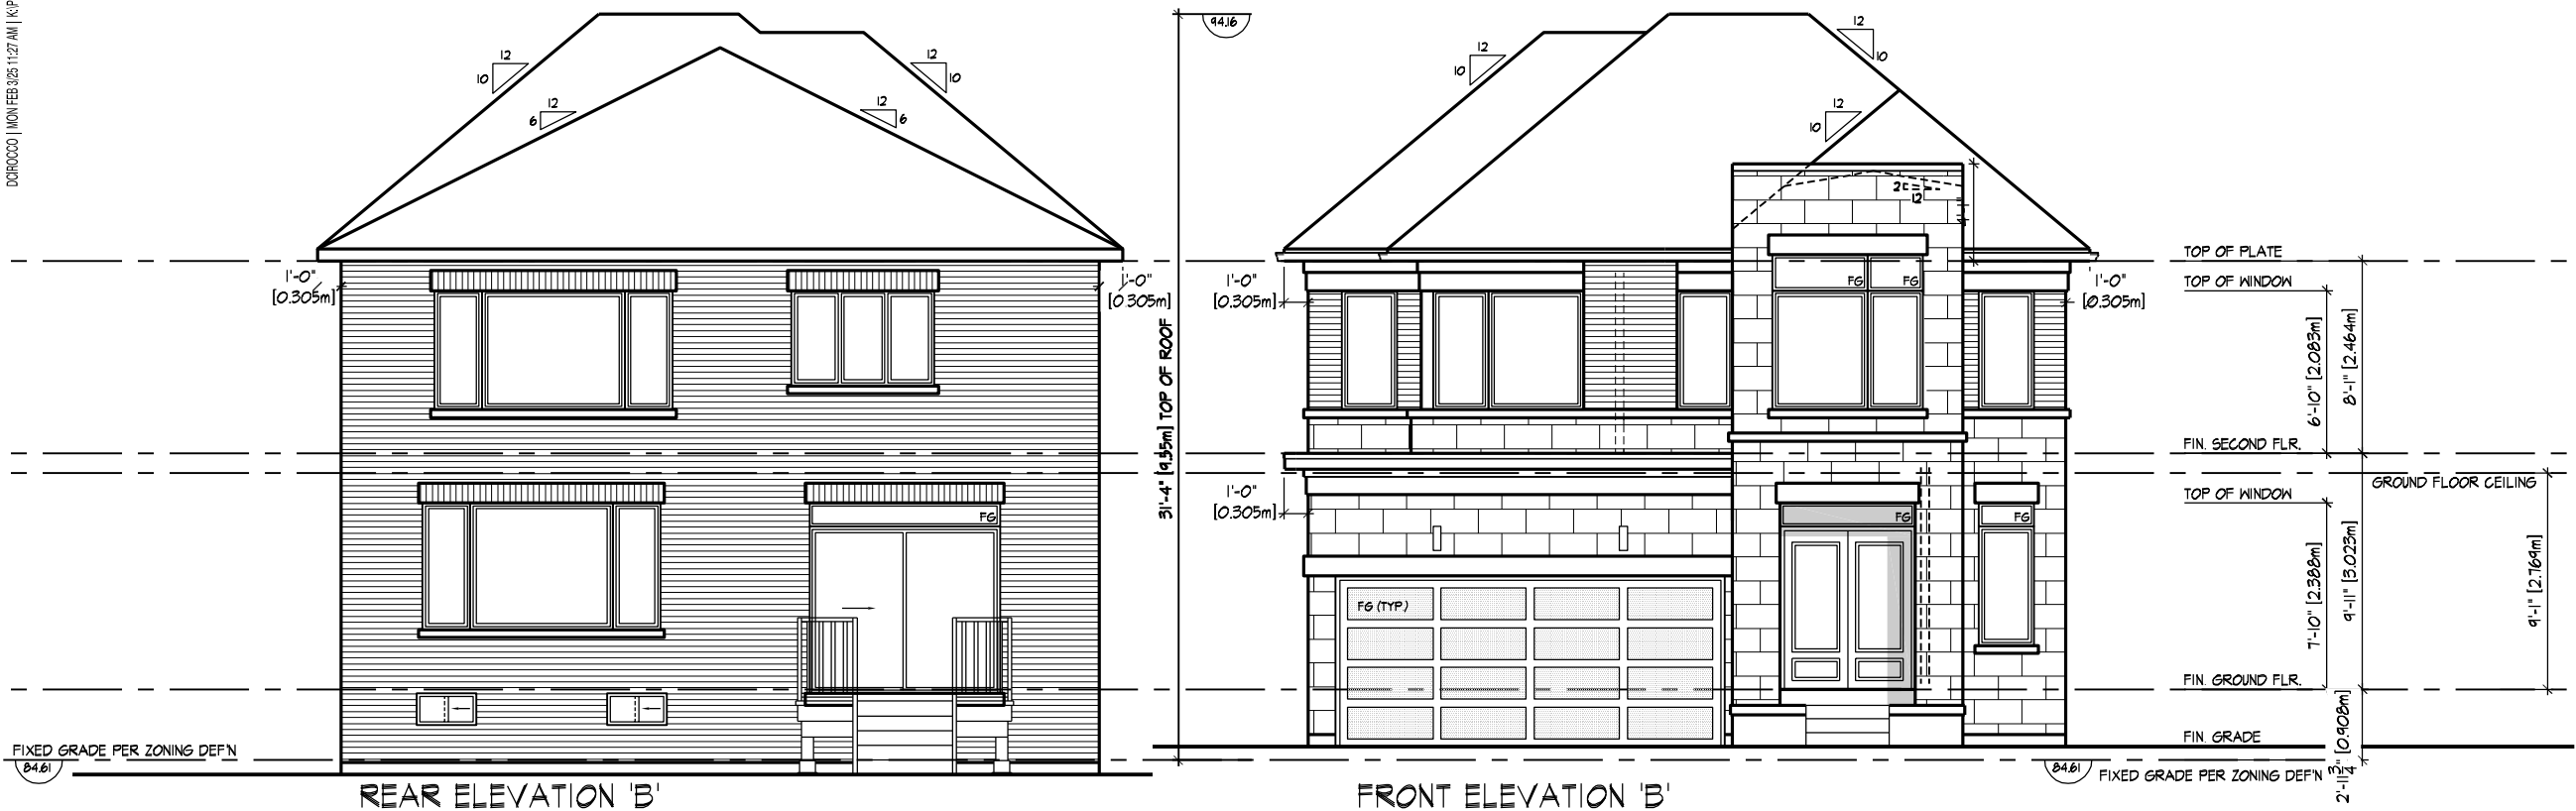 DCIROCCO | MON FEB 3/25 11:27 AM | K:\P
12
10
12
10
12
6
12
6
1'-0"
[0.305m]
1'-0"
[0.305m]
FG
FIXED GRADE PER ZONING DEF'N
84.61
REAR ELEVATION 'B'
94.16
31'-4" [9.55m] TOP OF ROOF
12
10
12
10
12
10
2
12
1'-0"
[0.305m]
1'-0"
[0.305m]
1'-0"
[0.305m]
FG
FG
FG
FG
FG (TYP.)
TOP OF PLATE
TOP OF WINDOW
FIN. SECOND FLR.
GROUND FLOOR CEILING
TOP OF WINDOW
FIN. GROUND FLR.
FIN. GRADE
6'-10" [2.083m]
8'-1" [2.464m]
7'-10" [2.388m]
9'-11" [3.023m]
9'-1" [2.769m]
2'-11 3/4" [0.908m]
84.61
FIXED GRADE PER ZONING DEF'N
FRONT ELEVATION 'B'